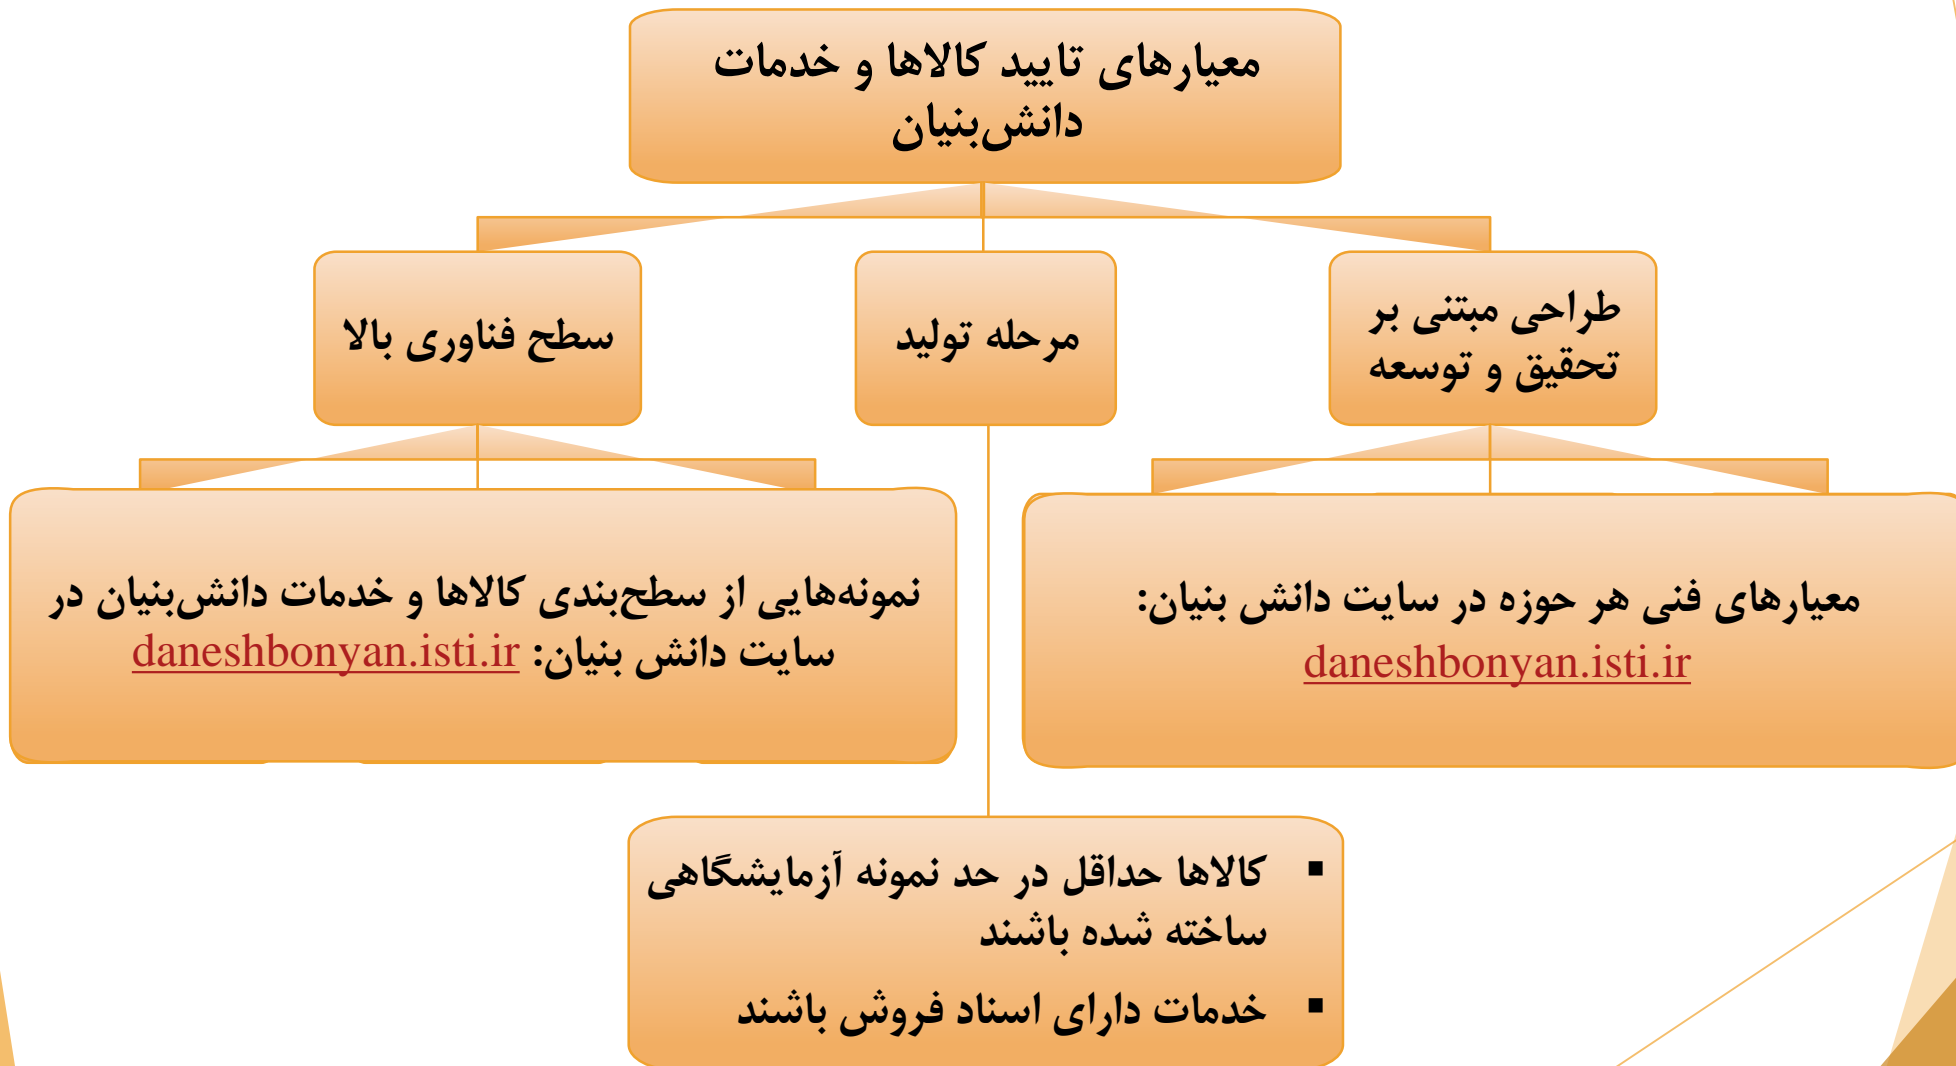 معیارهای تایید کالاها و خدمات
دانش‌بنیان
طراحی مبتنی بر
تحقیق و توسعه
مرحله تولید
سطح فناوری بالا
معیارهای فنی هر حوزه در سایت دانش بنیان:
daneshbonyan.isti.ir
نمونه‌هایی از سطح‌بندی کالاها و خدمات دانش‌بنیان در
سایت دانش بنیان: daneshbonyan.isti.ir
▪ کالاها حداقل در حد نمونه آزمایشگاهی
ساخته شده باشند
▪ خدمات دارای اسناد فروش باشند